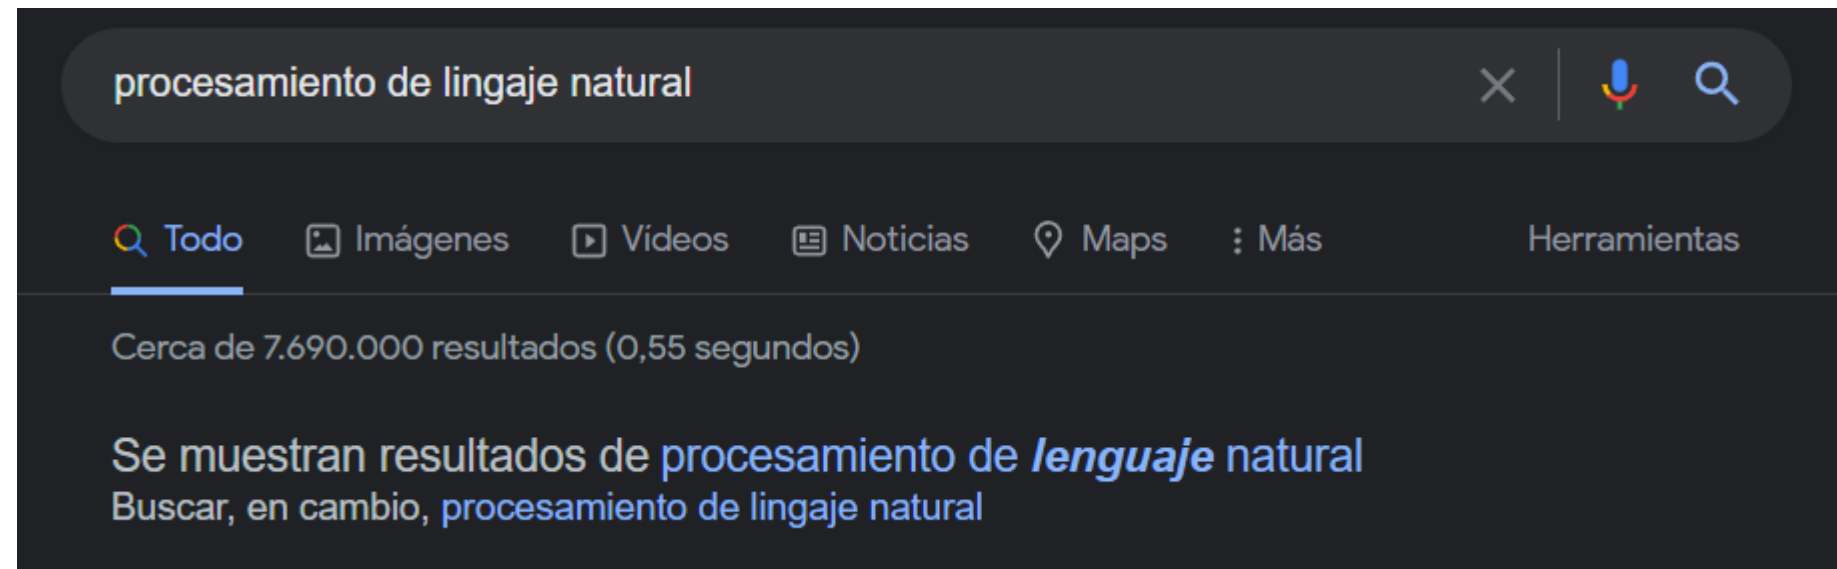 procesamiento de lingaje natural
Todo Imágenes Vídeos Noticias Maps Más Herramientas
Cerca de 7.690.000 resultados (0,55 segundos)
Se muestran resultados de procesamiento de lenguaje natural
Buscar, en cambio, procesamiento de lingaje natural